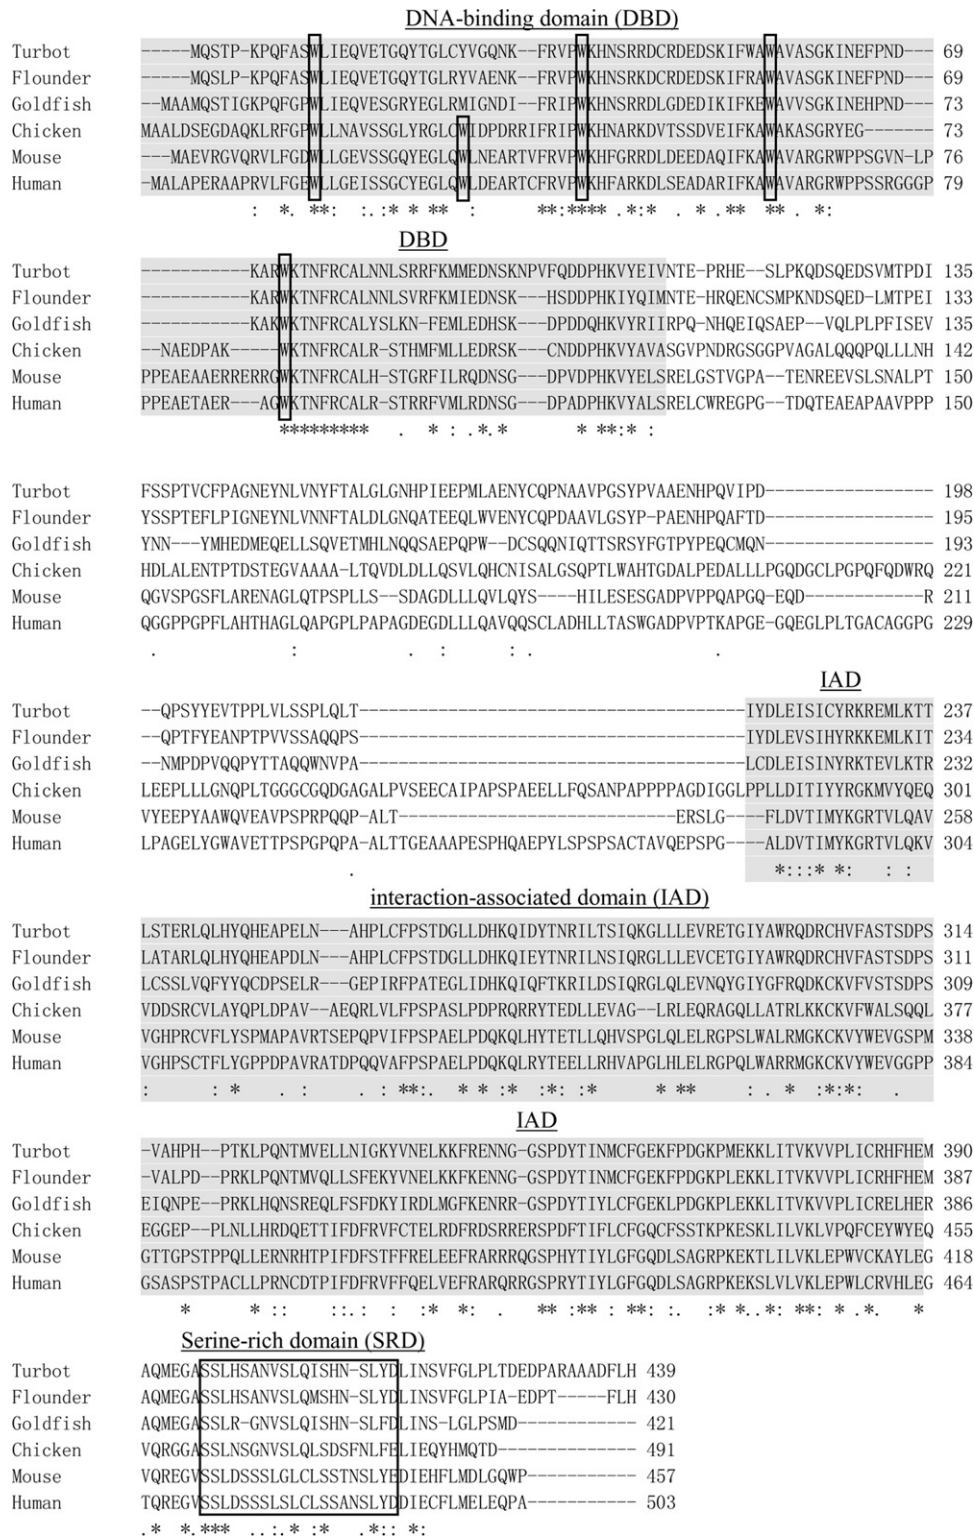 DNA-binding domain (DBD)
Turbot -----MQSTP-KPQFASWLIEQVETGQYTGLCYVGQNK--FRVPWKHNSRRDCRDEDSKIFWAWAVASGKINEFPND--- 69
Flounder -----MQSLP-KPQFASWLIEQVETGQYTGLRYVAENK--FRVPWKHNSRRDCRDEDSKIFRAWAVASGKINEFPND--- 69
Goldfish --MAAMQSTIGKPQFGPWLIEQVESGRYEGLRMIGNDI--FRIPWKHNSRRDLGDEDIKIFKEWAVVSGKINEHPND--- 73
Chicken MAALDSEGDAQKLRFGPWLLNAVSSGLYRGLCWIDPDRRIFRIPWKHNARKDVTSSDVEIFKAWAKASGRYEG------- 73
Mouse ---MAEVRGVQRVLFGDWLLGEVSSGQYEGLQWLNEARTVFRVPWKHFGRRDLDEEDAQIFKAWAVARGRWPPSGVN-LP 76
Human -MALAPERAAPRVLFGEWLLGEISSGCYEGLQWLDEARTCFRVPWKHFARKDLSEADARIFKAWAVARGRWPPSSRGGGP 79
: *. **: :.:* * ** : **:**** .*:* . * .*:** ** . *:
DBD
Turbot -----------KARWKTNFRCALNNLSRRFKMMEDNSKNPVFQDDPHKVYEIVNTE-PRHE--SLPKQDSQEDSVMTPDI 135
Flounder -----------KARWKTNFRCALNNLSVRFKMIEDNSK---HSDDPHKIYQIMNTE-HRQENCSMPKNDSQED-LMTPEI 133
Goldfish -----------KAKWKTNFRCALYSLKN-FEMLEDHSK---DPDDQHKVYRIIRPQ-NHQEIQSAEP--VQLPLPFISEV 135
Chicken --NAEDPAK-----WKTNFRCALR-STHMFMLLEDRSK---CNDDPHKVYAVASGVPNDRGSGGPVAGALQQQPQLLLNH 142
Mouse PPEAEAAERRERRGWKTNFRCALH-STGRFILRQDNSG---DPVDPHKVYELSRELGSTVGPA--TENREEVSLSNALPT 150
Human PPEAETAER---AGWKTNFRCALR-STRRFVMLRDNSG---DPADPHKVYALSRELCWREGPG--TDQTEAEAPAAVPPP 150
********* . * : .*.* * **:* :
Turbot FSSPTVCFPAGNEYNLVNYFTALGLGNHPIEEPMLAENYCQPNAAVPGSYPVAAENHPQVIPD----------------- 198
Flounder YSSPTEFLPIGNEYNLVNNFTALDLGNQATEEQLWVENYCQPDAAVLGSYP-PAENHPQAFTD----------------- 195
Goldfish YNN---YMHEDMEQELLSQVETMHLNQQSAEPQPW--DCSQQNIQTTSRSYFGTPYPEQCMQN----------------- 193
Chicken HDLALENTPTDSTEGVAAAA-LTQVDLDLLQSVLQHCNISALGSQPTLWAHTGDALPEDALLLPGQDGCLPGPQFQDWRQ 221
Mouse QGVSPGSFLARENAGLQTPSPLLS--SDAGDLLLQVLQYS----HILESESGADPVPPQAPGQ-EQD------------R 211
Human QGGPPGPFLAHTHAGLQAPGPLPAPAGDEGDLLLQAVQQSCLADHLLTASWGADPVPTKAPGE-GQEGLPLTGACAGGPG 229
. : . : : . .
IAD
Turbot --QPSYYEVTPPLVLSSPLQLT---------------------------------------IYDLEISICYRKREMLKTT 237
Flounder --QPTFYEANPTPVVSSAQQPS---------------------------------------IYDLEVSIHYRKKEMLKIT 234
Goldfish --NMPDPVQQPYTTAQQWNVPA---------------------------------------LCDLEISINYRKTEVLKTR 232
Chicken LEEPLLLGNQPLTGGGCGQDGAGALPVSEECAIPAPSPAEELLFQSANPAPPPPAGDIGGLPPLLDITIYYRGKMVYQEQ 301
Mouse VYEEPYAAWQVEAVPSPRPQQP-ALT----------------------------ERSLG----FLDVTIMYKGRTVLQAV 258
Human LPAGELYGWAVETTPSPGPQPA-ALTTGEAAAPESPHQAEPYLSPSPSACTAVQEPSPG----ALDVTIMYKGRTVLQKV 304
. *:::* *: : :
interaction-associated domain (IAD)
Turbot LSTERLQLHYQHEAPELN---AHPLCFPSTDGLLDHKQIDYTNRILTSIQKGLLLEVRETGIYAWRQDRCHVFASTSDPS 314
Flounder LATARLQLHYQHEAPDLN---AHPLCFPSTDGLLDHKQIEYTNRILNSIQRGLLLEVCETGIYAWRQDRCHVFASTSDPS 311
Goldfish LCSSLVQFYYQCDPSELR---GEPIRFPATEGLIDHKQIQFTKRILDSIQRGLQLEVNQYGIYGFRQDKCKVFVSTSDPS 309
Chicken VDDSRCVLAYQPLDPAV--AEQRLVLFPSPASLPDPRQRRYTEDLLEVAG--LRLEQRAGQLLATRLKKCKVFWALSQQL 377
Mouse VGHPRCVFLYSPMAPAVRTSEPQPVIFPSPAELPDQKQLHYTETLLQHVSPGLQLELRGPSLWALRMGKCKVYWEVGSPM 338
Human VGHPSCTFLYGPPDPAVRATDPQQVAFPSPAELPDQKQLRYTEELLRHVAPGLHLELRGPQLWARRMGKCKVYWEVGGPP 384
: : * . : . : **:. * * :* :*: :* * ** : . * :*:*: .
IAD
Turbot -VAHPH--PTKLPQNTMVELLNIGKYVNELKKFRENNG-GSPDYTINMCFGEKFPDGKPMEKKLITVKVVPLICRHFHEM 390
Flounder -VALPD--PRKLPQNTMVQLLSFEKYVNELKKFRENNG-GSPDYTINMCFGEKFPDGKPLEKKLITVKVVPLICRHFHEM 387
Goldfish EIQNPE--PRKLHQNSREQLFSFDKYIRDLMGFKENRR-GSPDYTINLCFGEKLPDGKPLEKKLITVKVVPLICRELHER 386
Chicken EGGEP--PLNLLHRDQETTIFDFRVFCTELRDFRDSRRERSPDFTIFLCFGQCFSSTKPKESKLILVKLVPQFCEYWYEQ 455
Mouse GTTGPSTPPQLLERNRHTPIFDFSTFFRELEEFRARRRQGSPHYTIYLGFGQDLSAGRPKEKTLILVKLEPWVCKAYLEG 418
Human GSASPSTPACLLPRNCDTPIFDFRVFFQELVEFRARQRRGSPRYTIYLGFGQDLSAGRPKEKSLVLVKLEPWLCRVHLEG 464
* * :: ::.: :* *: . ** :** : **: :. :* *..*: **: * .*. *
Serine-rich domain (SRD)
Turbot AQMEGASSLHSANVSLQISHN-SLYDLINSVFGLPLTDEDPARAAADFLH 439
Flounder AQMEGASSLHSANVSLQMSHN-SLYDLINSVFGLPIA-EDPT-----FLH 430
Goldfish AQMEGASSLR-GNVSLQISHN-SLFDLINS-LGLPSMD------------ 421
Chicken VQRGGASSLNSGNVSLQLSDSFNLFELIEQYHMQTD-------------- 491
Mouse VQREGVSSLDSSSLGLCLSSTNSLYEDIEHFLMDLGQWP----------- 457
Human TQREGVSSLDSSSLSLCLSSANSLYDDIECFLMELEQPA----------- 503
.* *.*** ..:.* :* .*:: *: